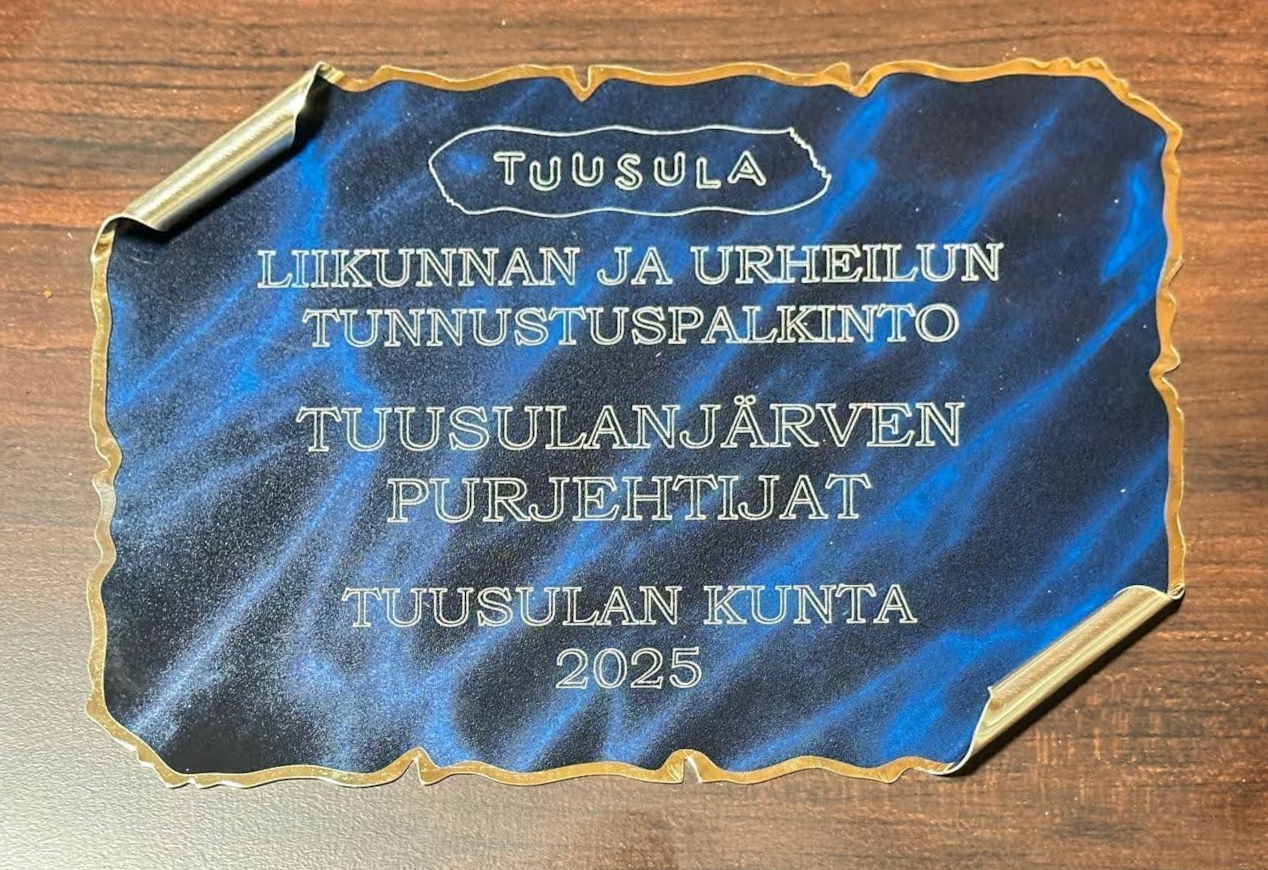 TUUSULA
LIIKUNNAN JA URHEILUN
TUNNUSTUSPALKINTO
TUUSULANJÄRVEN
PURJEHTIJAT
TUUSULAN KUNTA
2025